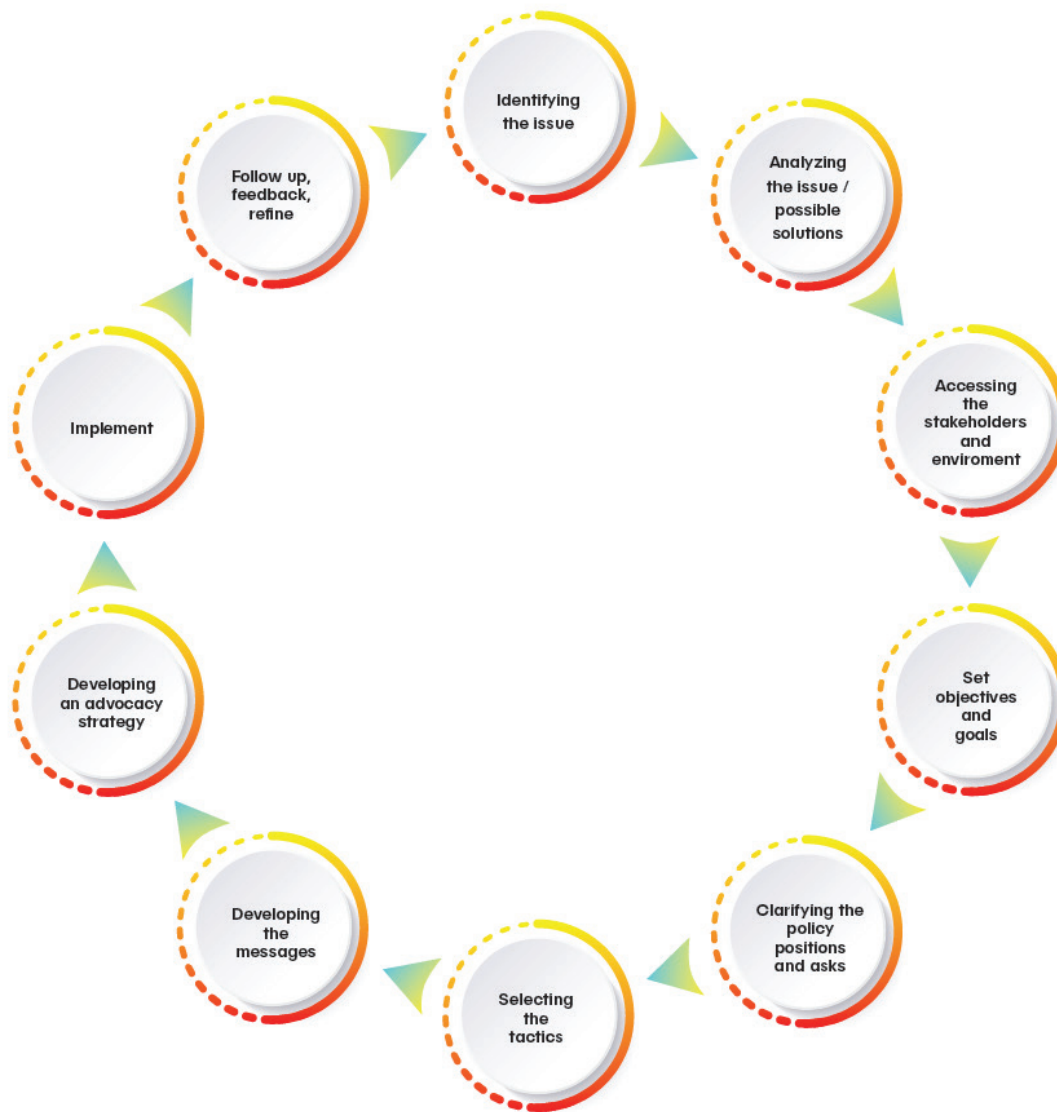 Identifying
the issue
Analyzing
the issue /
possible
solutions
Accessing
the
stakeholders
and
enviroment
Set
objectives
and
goals
Clarifying the
policy
positions
and asks
Selecting
the
tactics
Developing
the
messages
Developing
an advocacy
strategy
Implement
Follow up,
feedback,
refine